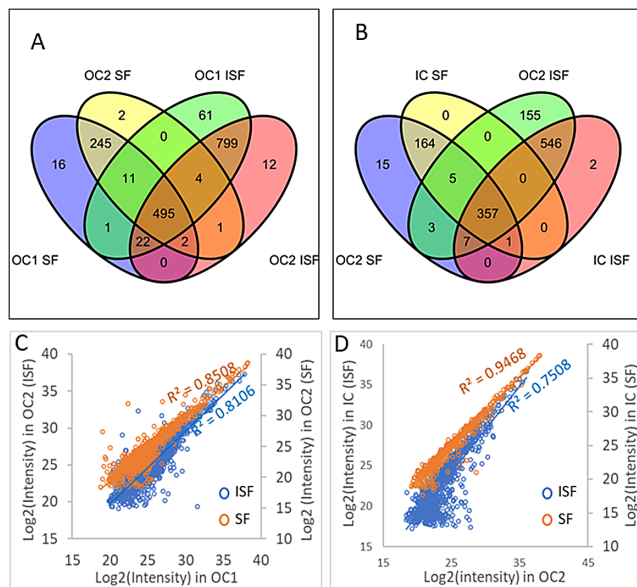 A
OC2 SF
OC1 ISF
2
61
245
0
799
16
11
4
12
495
1
1
22
2
0
OC1 SF
OC2 ISF
B
IC SF
OC2 ISF
0
155
164
0
546
15
5
0
2
357
3
0
7
1
0
OC2 SF
IC ISF
C
Log2(Intensity) in OC2 (ISF)
40
35
30
25
20
15
R² = 0.8508
R² = 0.8106
ISF
SF
40
35
30
25
20
15
10
Log2 (Intensity) in OC2 (SF)
15 20 25 30 35 40
Log2(Intensity) in OC1
D
Log2(Intensity) in IC (ISF)
40
35
30
25
20
15
R² = 0.9468
R² = 0.7508
ISF
SF
40
35
30
25
20
15
10
Log2 (Intensity) in IC (SF)
15 25 35
Log2(intensity) in OC2